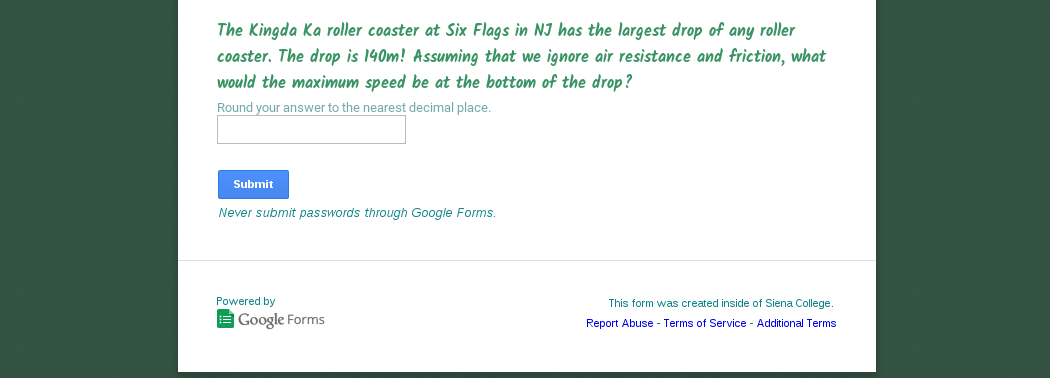 The Kingda Ka roller coaster at Six Flags in NJ has the largest drop of any roller
coaster. The drop is 140m! Assuming that we ignore air resistance and friction, what
would the maximum speed be at the bottom of the drop?
Round your answer to the nearest decimal place.
Submit
Never submit passwords through Google Forms.
Powered by
Google Forms
This form was created inside of Siena College.
Report Abuse - Terms of Service - Additional Terms